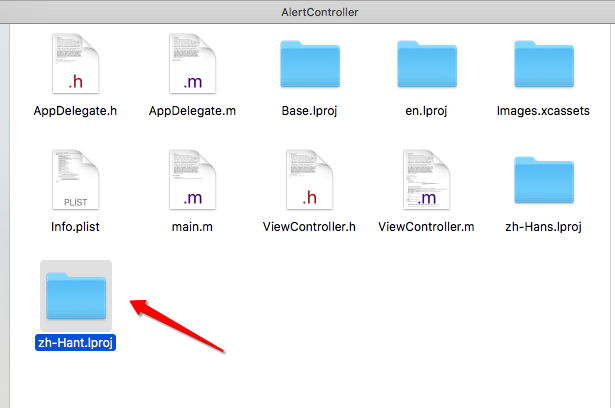 AlertController
.h
.m
AppDelegate.h
AppDelegate.m
Base.lproj
en.lproj
Images.xcassets
PLIST
.m
.h
.m
Info.plist
main.m
ViewController.h
ViewController.m
zh-Hans.lproj
zh-Hant.lproj